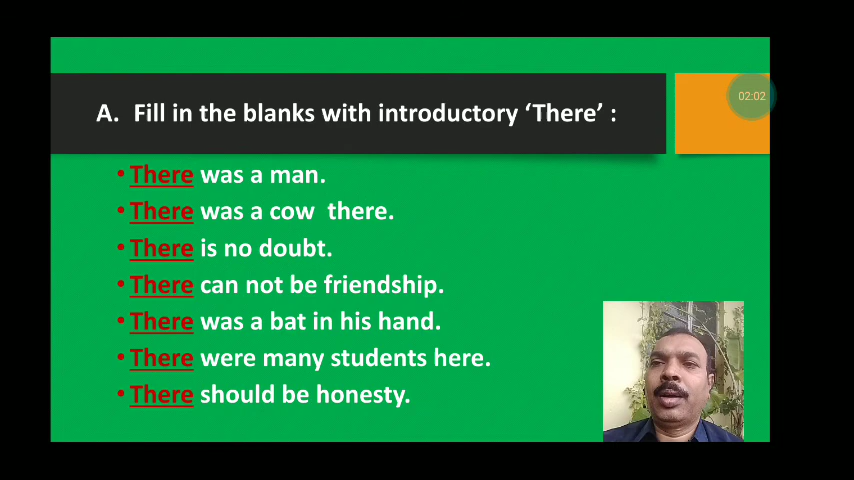 A. Fill in the blanks with introductory ‘There’ :
02:02
• There was a man.
• There was a cow there.
• There is no doubt.
• There can not be friendship.
• There was a bat in his hand.
• There were many students here.
• There should be honesty.